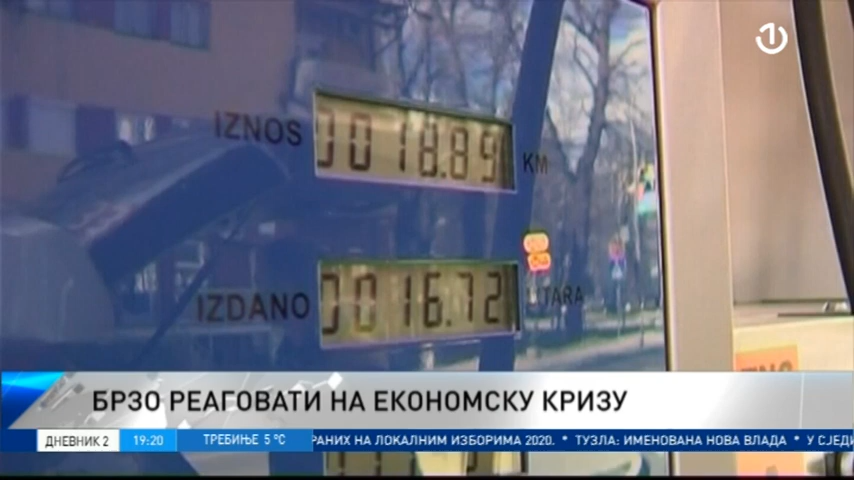 IZNOS 0018.89 KM
IZDANO 0016.72 LITARA
БРЗО РЕАГОВАТИ НА ЕКОНОМСКУ КРИЗУ
ДНЕВНИК 2 19:20 ТРЕБИЊЕ 5 °C РАНИХ НА ЛОКАЛНИМ ИЗБОРИМА 2020. * ТУЗЛА: ИМЕНОВАНА НОВА ВЛАДА * У СЈЕДИ